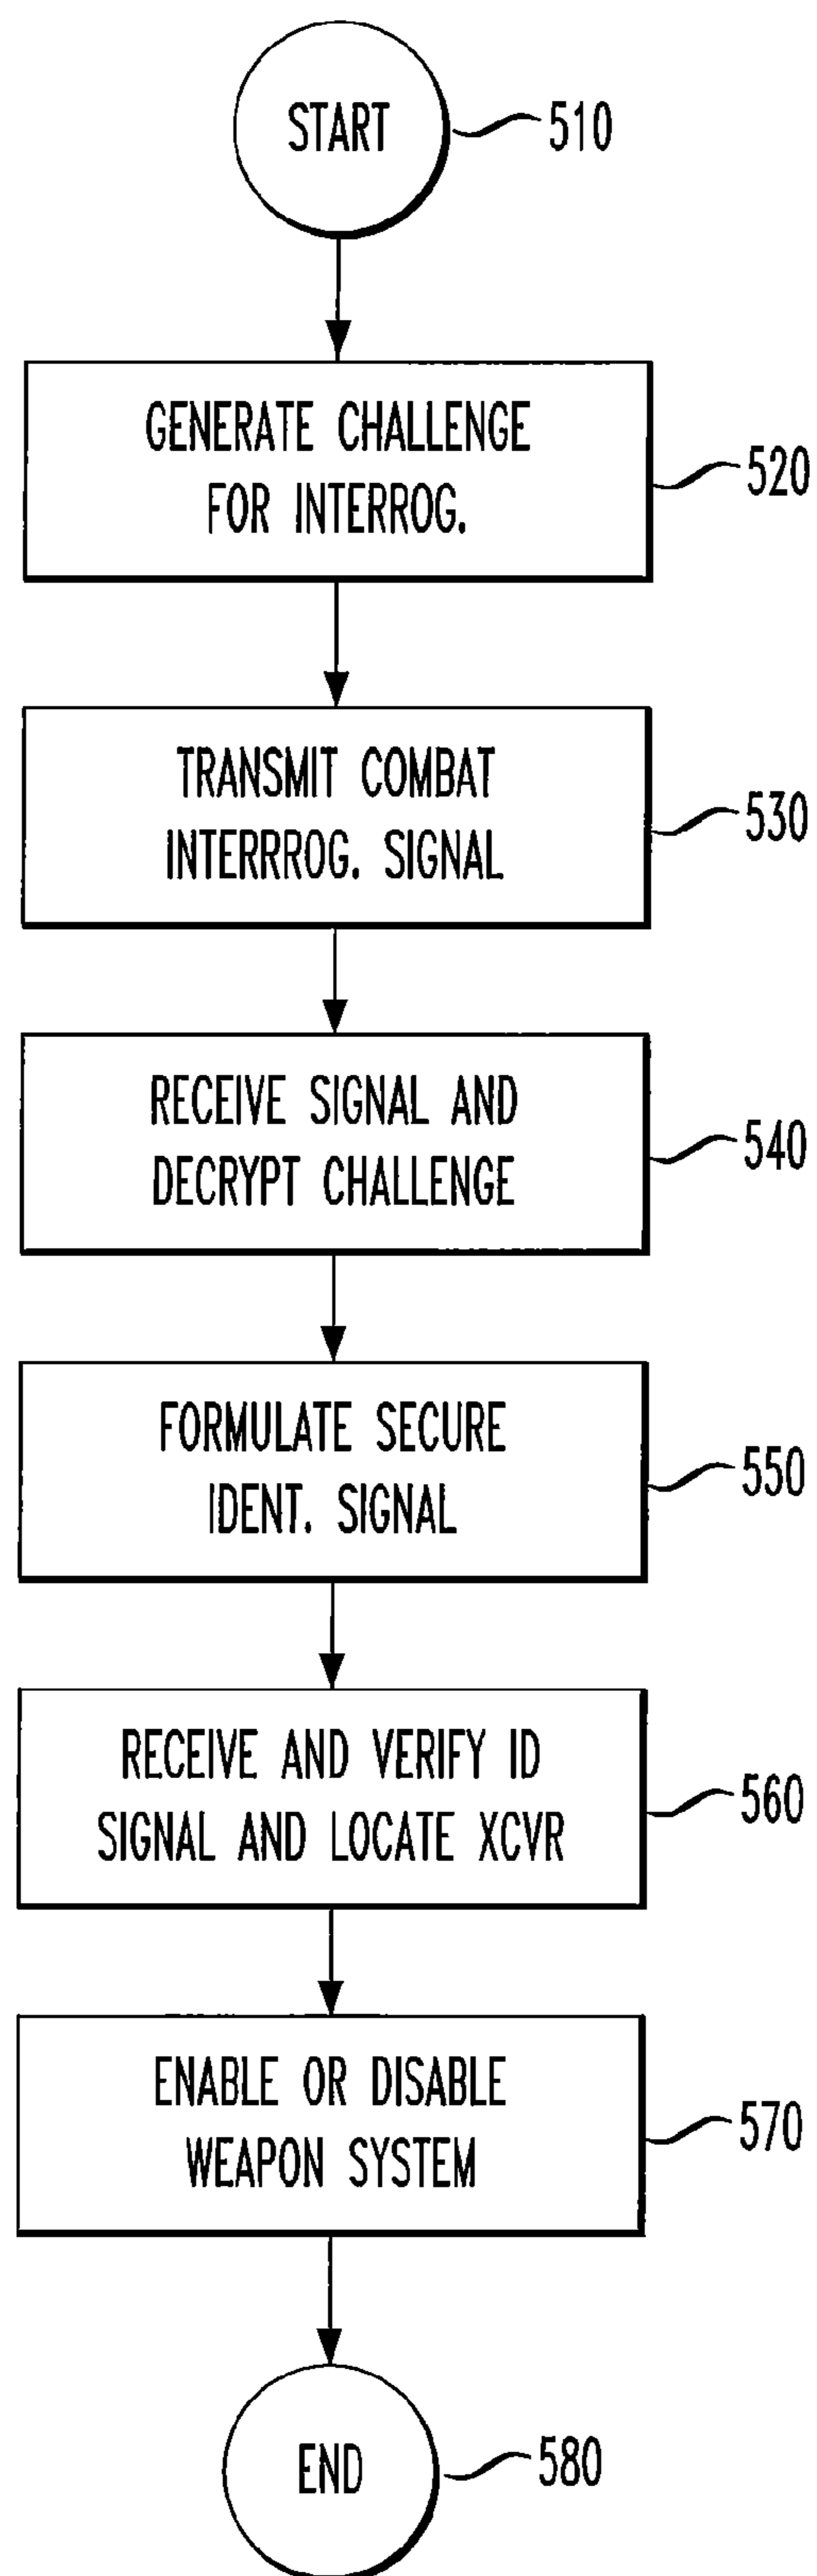 START
510
GENERATE CHALLENGE
FOR INTERROG.
520
TRANSMIT COMBAT
INTERRROG. SIGNAL
530
RECEIVE SIGNAL AND
DECRYPT CHALLENGE
540
FORMULATE SECURE
IDENT. SIGNAL
550
RECEIVE AND VERIFY ID
SIGNAL AND LOCATE XCVR
560
ENABLE OR DISABLE
WEAPON SYSTEM
570
END
580